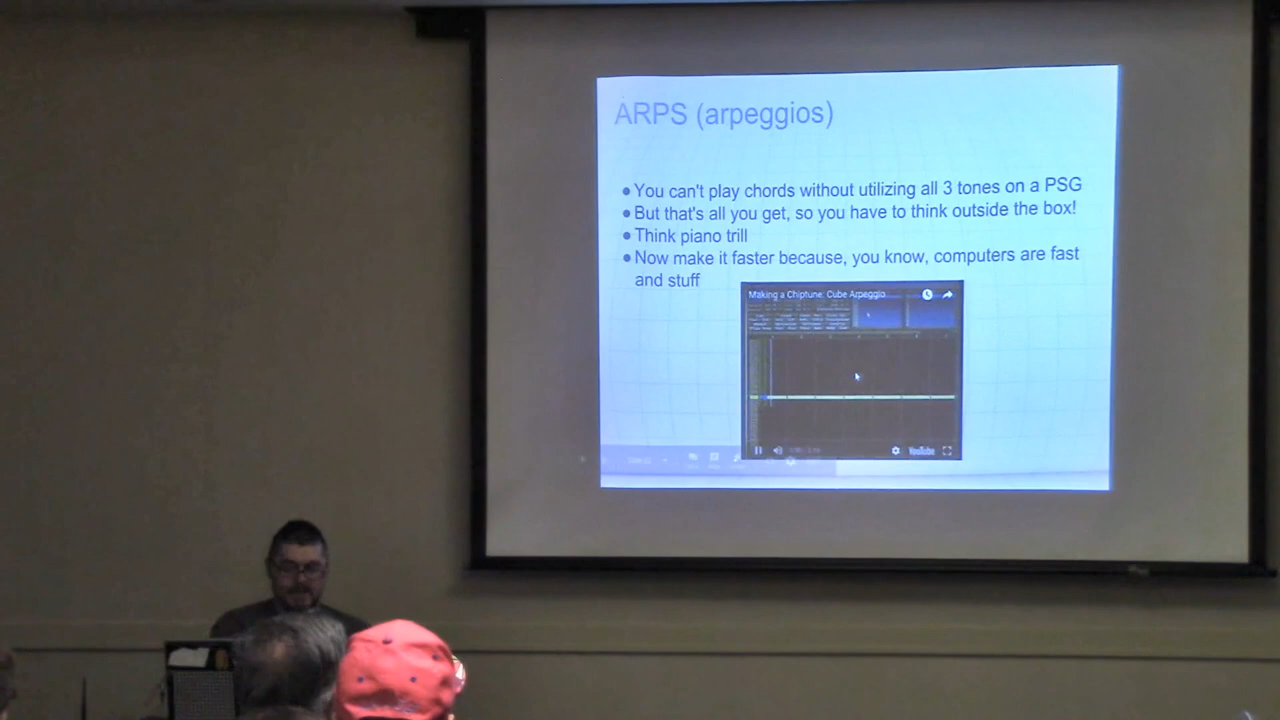 ARPS (arpeggios)
● You can't play chords without utilizing all 3 tones on a PSG
● But that's all you get, so you have to think outside the box!
● Think piano trill
● Now make it faster because, you know, computers are fast
and stuff
Making a Chiptune: Cube Arpeggio
YouTube